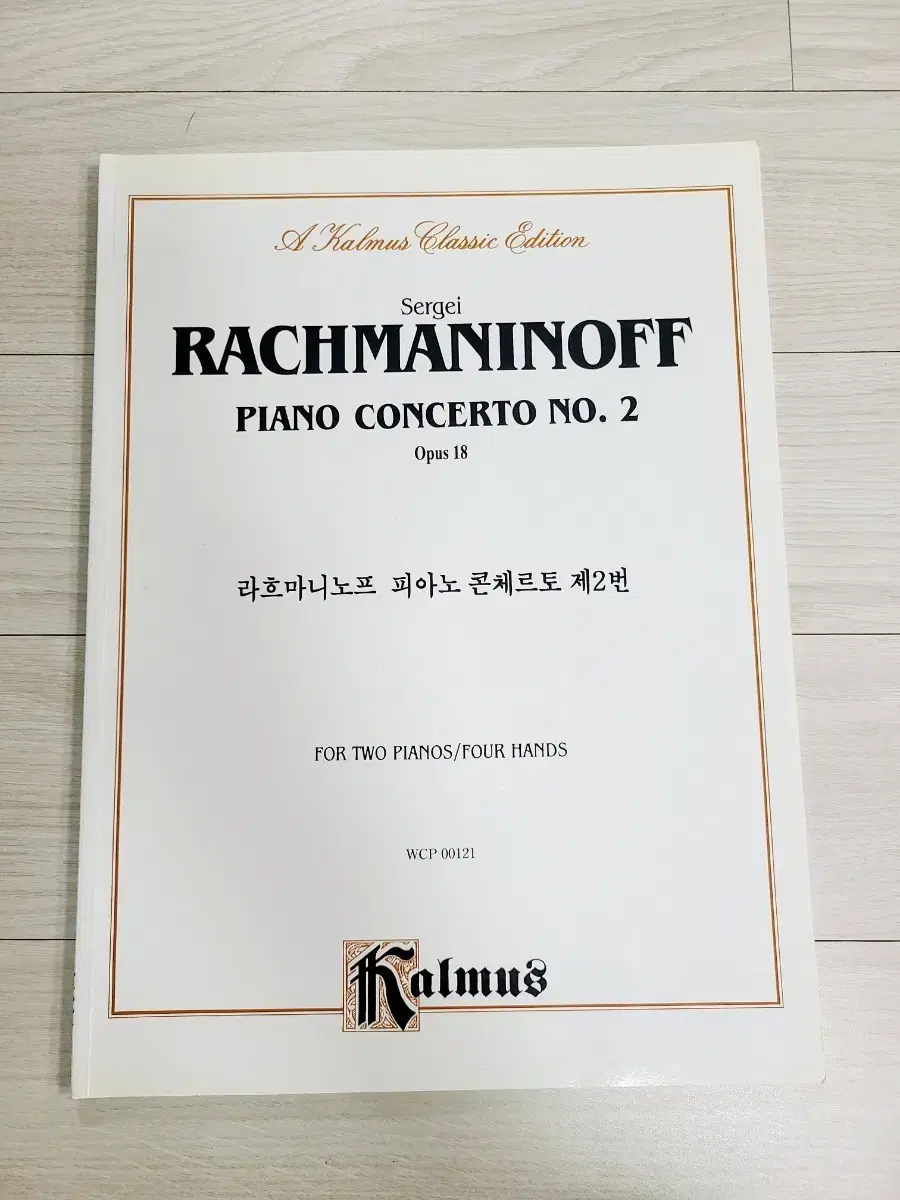 A Kalmus Classic Edition
Sergei
RACHMANINOFF
PIANO CONCERTO NO. 2
Opus 18
라흐마니노프 피아노 콘체르토 제2번
FOR TWO PIANOS/FOUR HANDS
WCP 00121
Kalmus